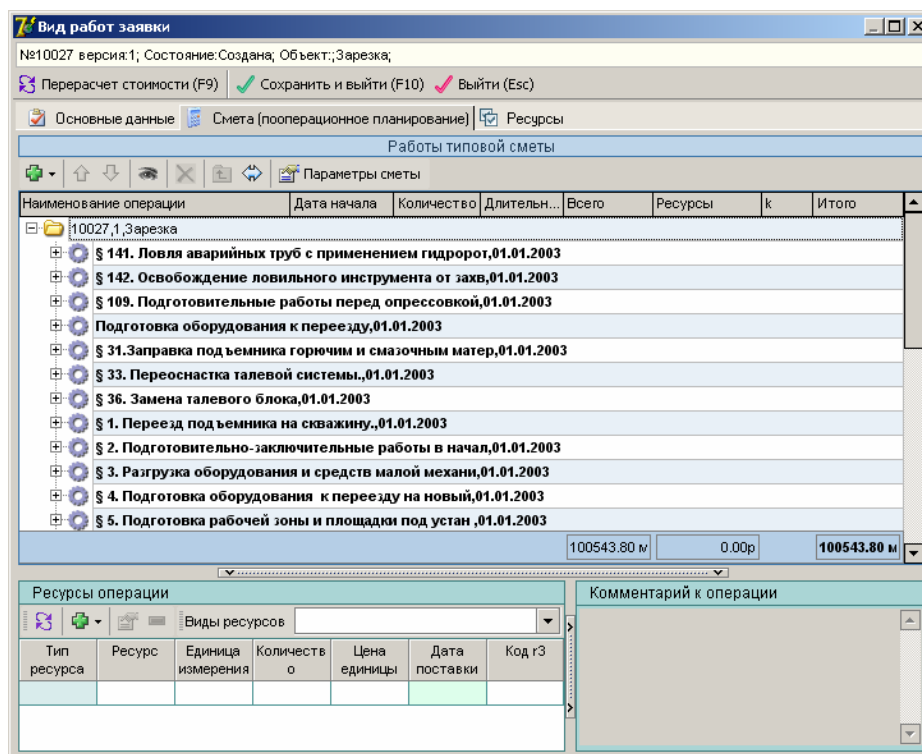 Вид работ заявки
№10027 версия:1; Состояние:Создана; Объект:;Зарезка;
Перерасчет стоимости (F9) Сохранить и выйти (F10) Выйти (Esc)
Основные данные Смета (пооперационное планирование) Ресурсы
Работы типовой сметы
Параметры сметы
Наименование операции Дата начала Количество Длительн... Всего Ресурсы k Итого
10027,1,Зарезка
§ 141. Ловля аварийных труб с применением гидророт,01.01.2003
§ 142. Освобождение ловильного инструмента от захв,01.01.2003
§ 109. Подготовительные работы перед опрессовкой,01.01.2003
Подготовка оборудования к переезду,01.01.2003
§ 31.Заправка подъемника горючим и смазочным матер,01.01.2003
§ 33. Переоснастка талевой системы.,01.01.2003
§ 36. Замена талевого блока,01.01.2003
§ 1. Переезд подъемника на скважину.,01.01.2003
§ 2. Подготовительно-заключительные работы в начал,01.01.2003
§ 3. Разгрузка оборудования и средств малой механи,01.01.2003
§ 4. Подготовка оборудования к переезду на новый,01.01.2003
§ 5. Подготовка рабочей зоны и площадки под устан ,01.01.2003
100543.80 м 0.00р 100543.80 м
Ресурсы операции Комментарий к операции
Виды ресурсов
Тип ресурса Ресурс Единица измерения Количество Цена единицы Дата поставки Код r3